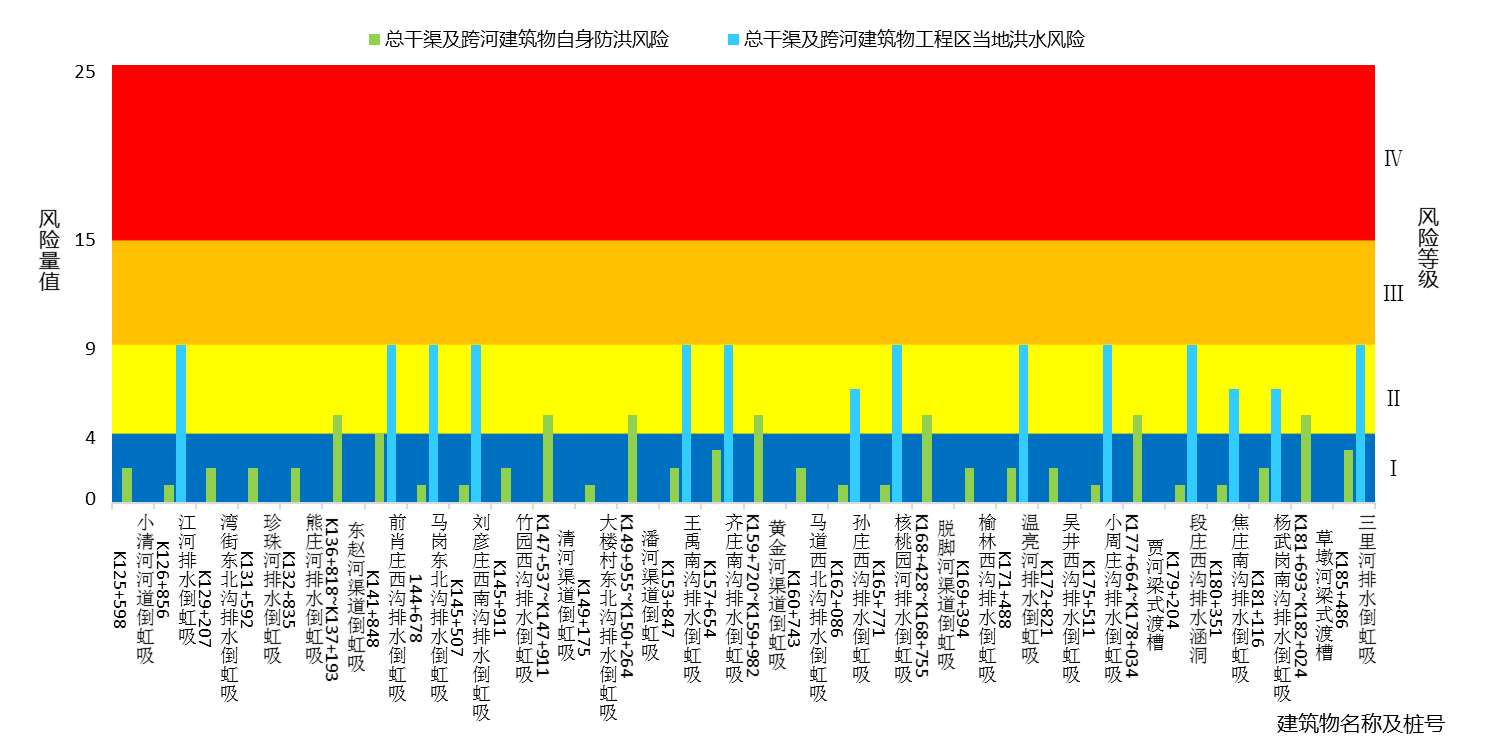 总干渠及跨河建筑物自身防洪风险
总干渠及跨河建筑物工程区当地洪水风险
25
15
9
4
0
风险量值
Ⅳ
Ⅲ
Ⅱ
Ⅰ
风险等级
K125+598
小清河河道倒虹吸
K126+856
江河排水倒虹吸
K129+207
湾街东北沟排水倒虹吸
K131+592
珍珠河排水倒虹吸
K132+835
熊庄河排水倒虹吸
K136+818~K137+193
东赵河渠道倒虹吸
K141+848
前肖庄西沟排水倒虹吸
144+678
马岗东北沟排水倒虹吸
K145+507
刘彦庄西南沟排水倒虹吸
K145+911
竹园西沟排水倒虹吸
K147+537~K147+911
清河渠道倒虹吸
K149+175
大楼村东北沟排水倒虹吸
K149+955~K150+264
潘河渠道倒虹吸
K153+847
王禹南沟排水倒虹吸
K157+654
齐庄南沟排水倒虹吸
K159+720~K159+982
黄金河渠道倒虹吸
K160+743
马道西北沟排水倒虹吸
K162+086
孙庄西沟排水倒虹吸
K165+771
核桃园河排水倒虹吸
K168+428~K168+755
脱脚河渠道倒虹吸
K169+394
榆林西沟排水倒虹吸
K171+488
温亮河排水倒虹吸
K172+821
吴井西沟排水倒虹吸
K175+511
小周庄沟排水倒虹吸
K177+664~K178+034
贾河梁式渡槽
K179+204
段庄西沟排水涵洞
K180+351
焦庄南沟排水倒虹吸
K181+116
杨武岗南沟排水倒虹吸
K181+693~K182+024
草墩河梁式渡槽
K185+486
三里河排水倒虹吸
建筑物名称及桩号